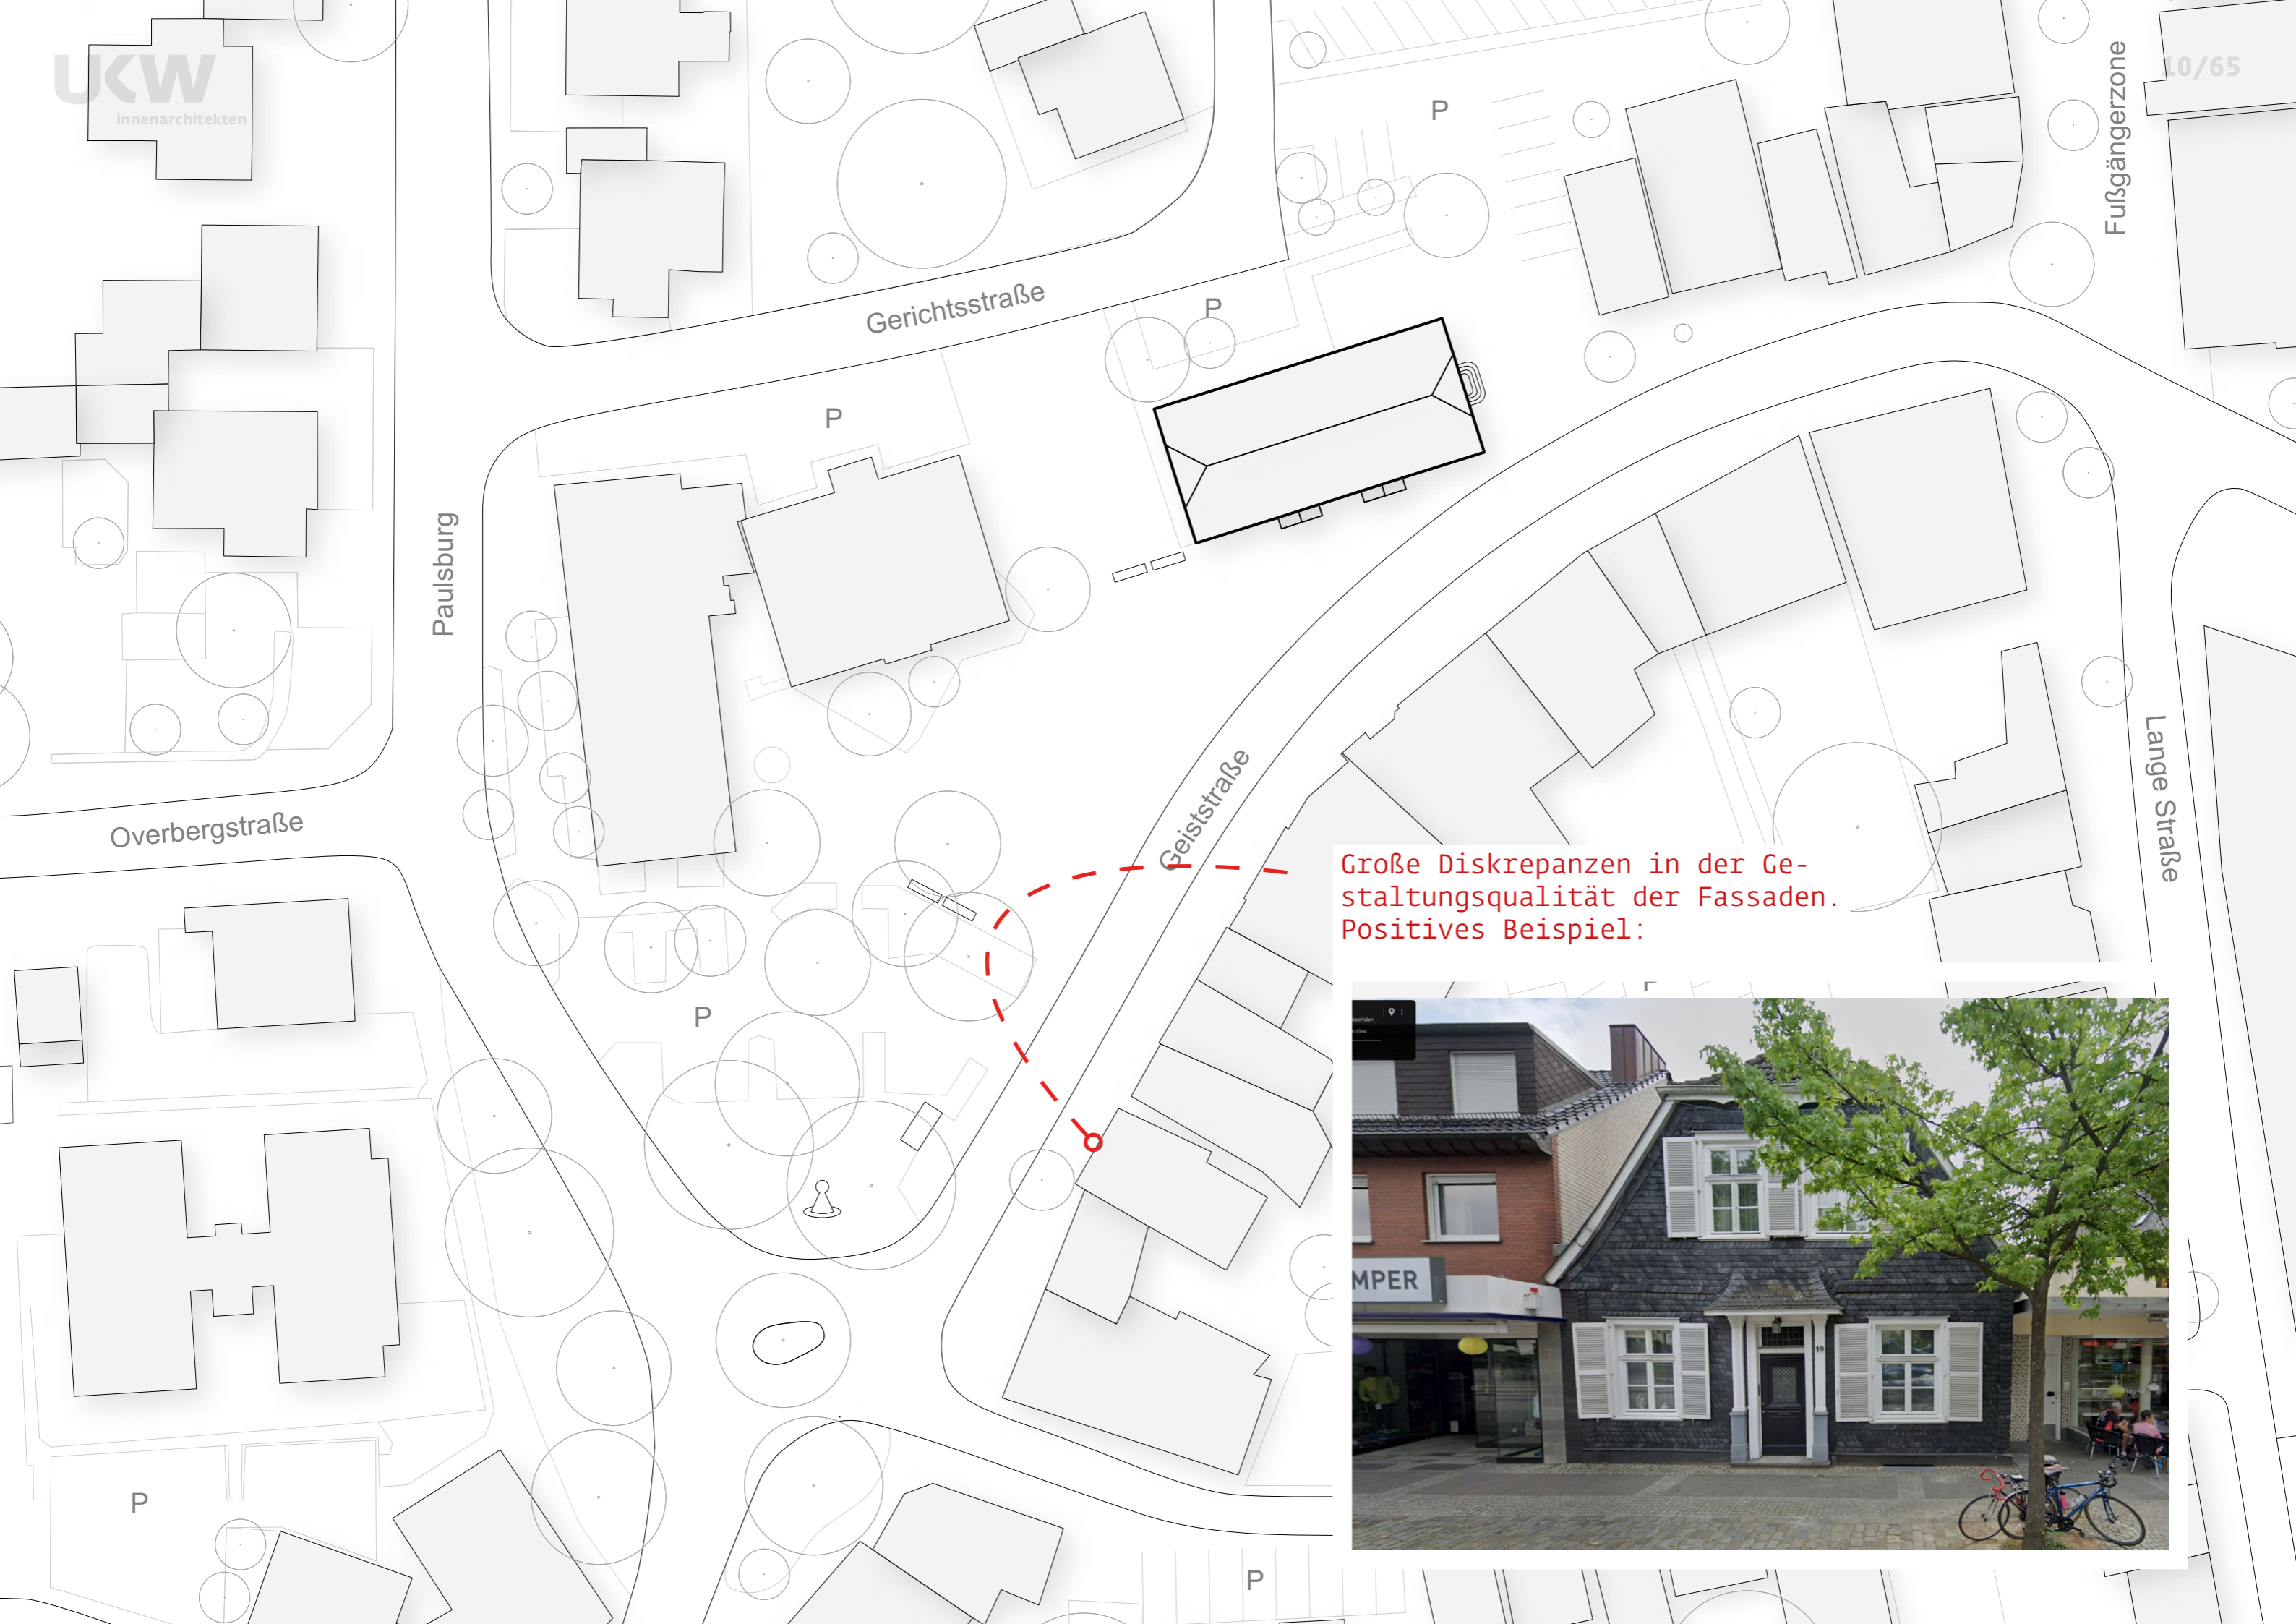 UKW
innenarchitekten
10/65
Fußgängerzone
P
Gerichtsstraße
P
P
Paulsburg
Overbergstraße
Geiststraße
Lange Straße
Große Diskrepanzen in der Ge-
staltungsqualität der Fassaden.
Positives Beispiel:
P
MPER
19
P
P